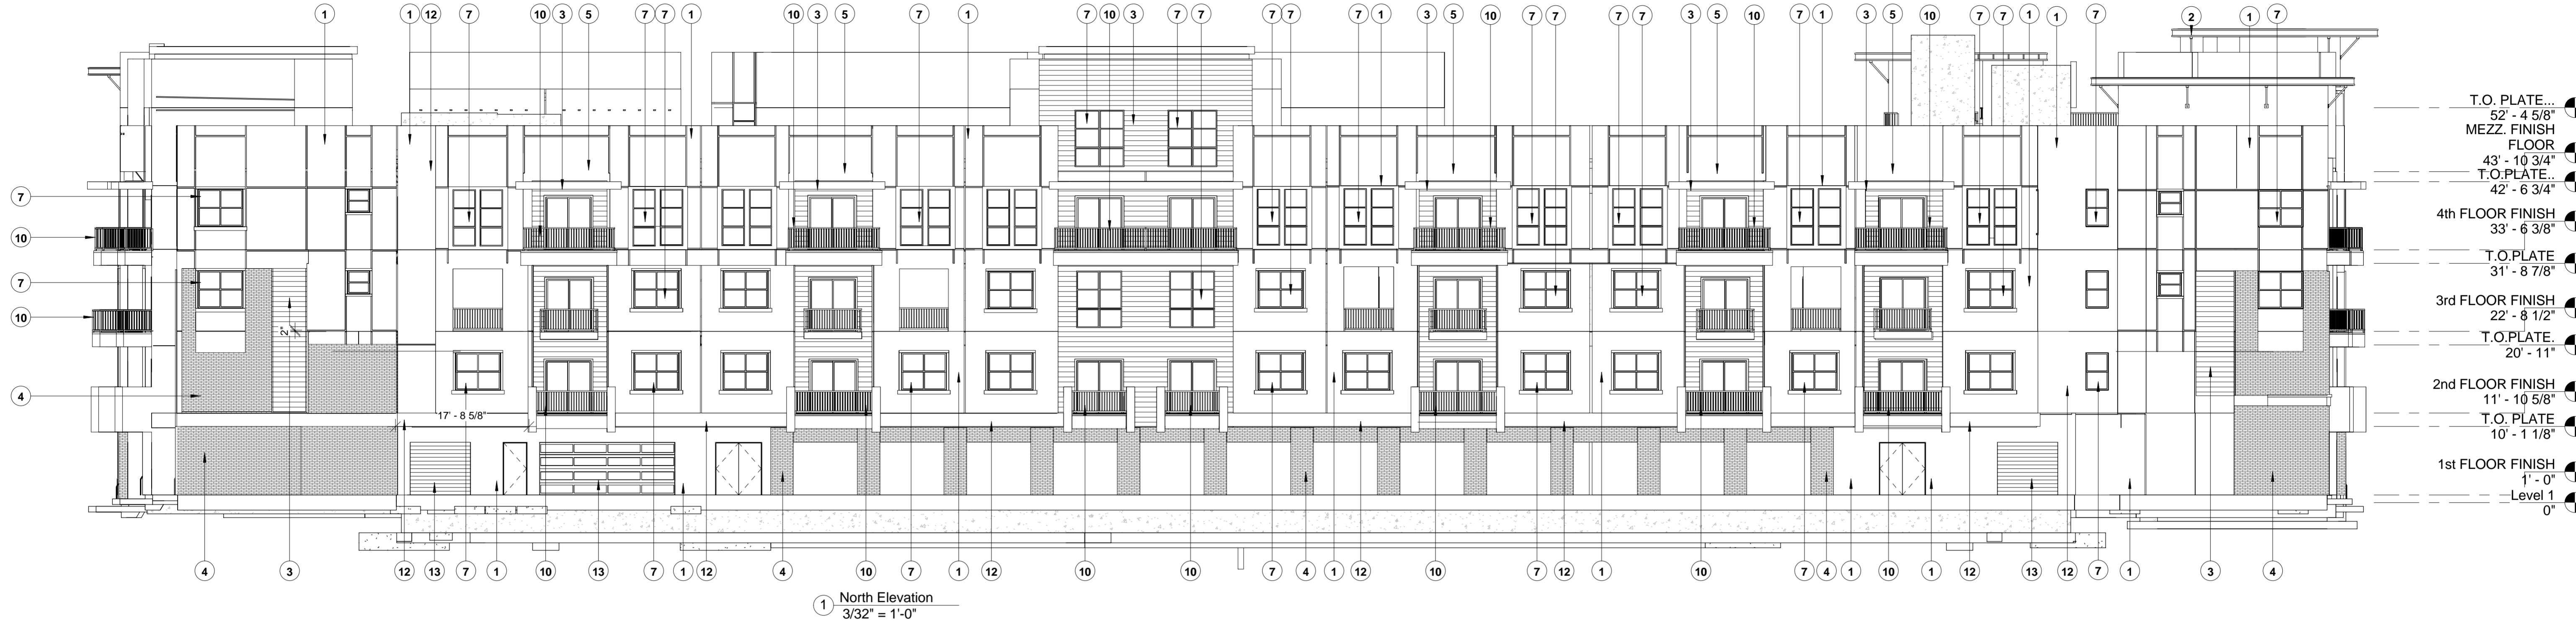 1 1 12 7 10 3 5 7 7 1 10 3 5 7 1 7 10 3 7 7 7 7 7 1 3 5 10 7 7 7 7 3 5 10 7 1 3 5 10 7 7 1 1 7 2 1 7
T.O. PLATE...
52' - 4 5/8"
MEZZ. FINISH
FLOOR
43' - 10 3/4"
T.O.PLATE..
42' - 6 3/4"
7
4th FLOOR FINISH
33' - 6 3/8"
10
T.O.PLATE
31' - 8 7/8"
7
3rd FLOOR FINISH
22' - 8 1/2"
10
2"
T.O.PLATE.
20' - 11"
4
2nd FLOOR FINISH
11' - 10 5/8"
17' - 8 5/8"
T.O. PLATE
10' - 1 1/8"
1st FLOOR FINISH
1' - 0"
Level 1
0"
4 3 12 13 7 1 10 13 7 1 12 4 10 7 1 12 10 10 7 4 1 12 10 7 12 1 10 7 4 1 10 1 12 13 12 7 1 3 4
1 North Elevation
3/32" = 1'-0"